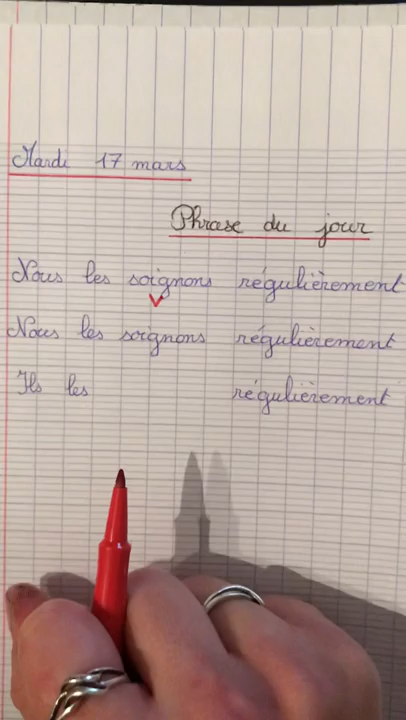 Mardi 17 mars
Phrase du jour
Nous les soignons régulièrement
V
Nous les soignons régulièrement
Ils les régulièrement